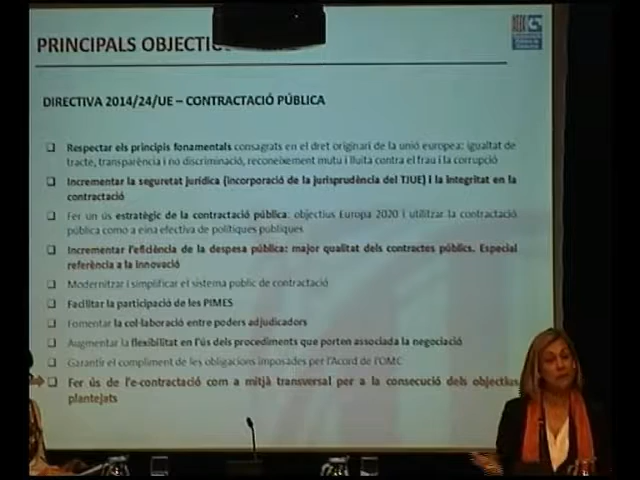 PRINCIPALS OBJECTIUS
DIRECTIVA 2014/24/UE – CONTRACTACIÓ PÚBLICA
❑ Respectar els principis fonamentals consagrats en el dret originari de la unió europea: igualtat de
tracte, transparència i no discriminació, reconeixement mutu i lluita contra el frau i la corrupció
❑ Incrementar la seguretat jurídica (incorporació de la jurisprudència del TJUE) i la integritat en la
contractació
❑ Fer un ús estratègic de la contractació pública: objectius Europa 2020 i utilitzar la contractació
pública como a eina efectiva de polítiques públiques
❑ Incrementar l'eficiència de la despesa pública: major qualitat dels contractes públics. Especial
referència a la Innovació
❑ Modernitzar i simplificar el sistema public de contractació
❑ Facilitar la participació de les PIMES
❑ Fomentar la col·laboració entre poders adjudicadors
❑ Augmentar la flexibilitat en l'ús dels procediments que porten associada la negociació
❑ Garantir el compliment de les obligacions imposades per l'Acord de l'OMC
❑ Fer ús de l'e-contractació com a mitjà transversal per a la consecució dels objectius
plantejats